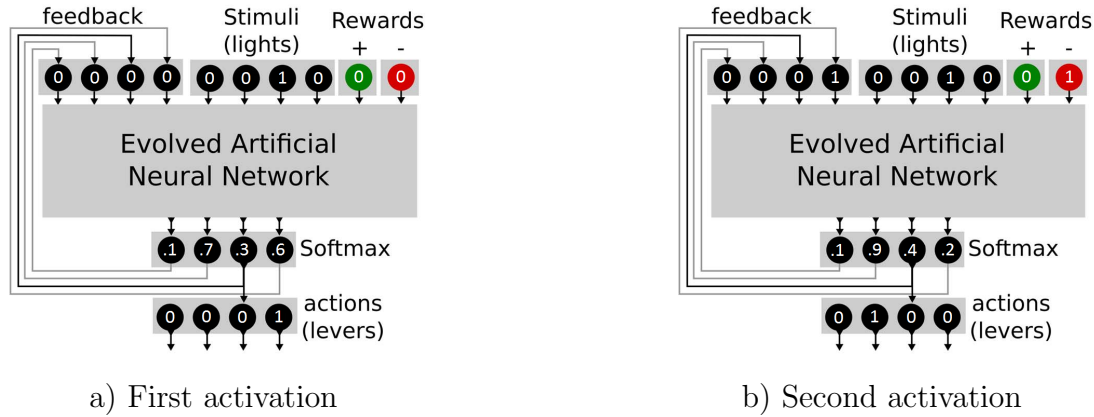 feedback
Stimuli
(lights)
Rewards
+ -
0 0 0 0 0 0 1 0 0 0
Evolved Artificial
Neural Network
.1 .7 .3 .6 Softmax
0 0 0 1 actions
(levers)
a) First activation
feedback
Stimuli
(lights)
Rewards
+ -
0 0 0 1 0 0 1 0 0 1
Evolved Artificial
Neural Network
.1 .9 .4 .2 Softmax
0 1 0 0 actions
(levers)
b) Second activation